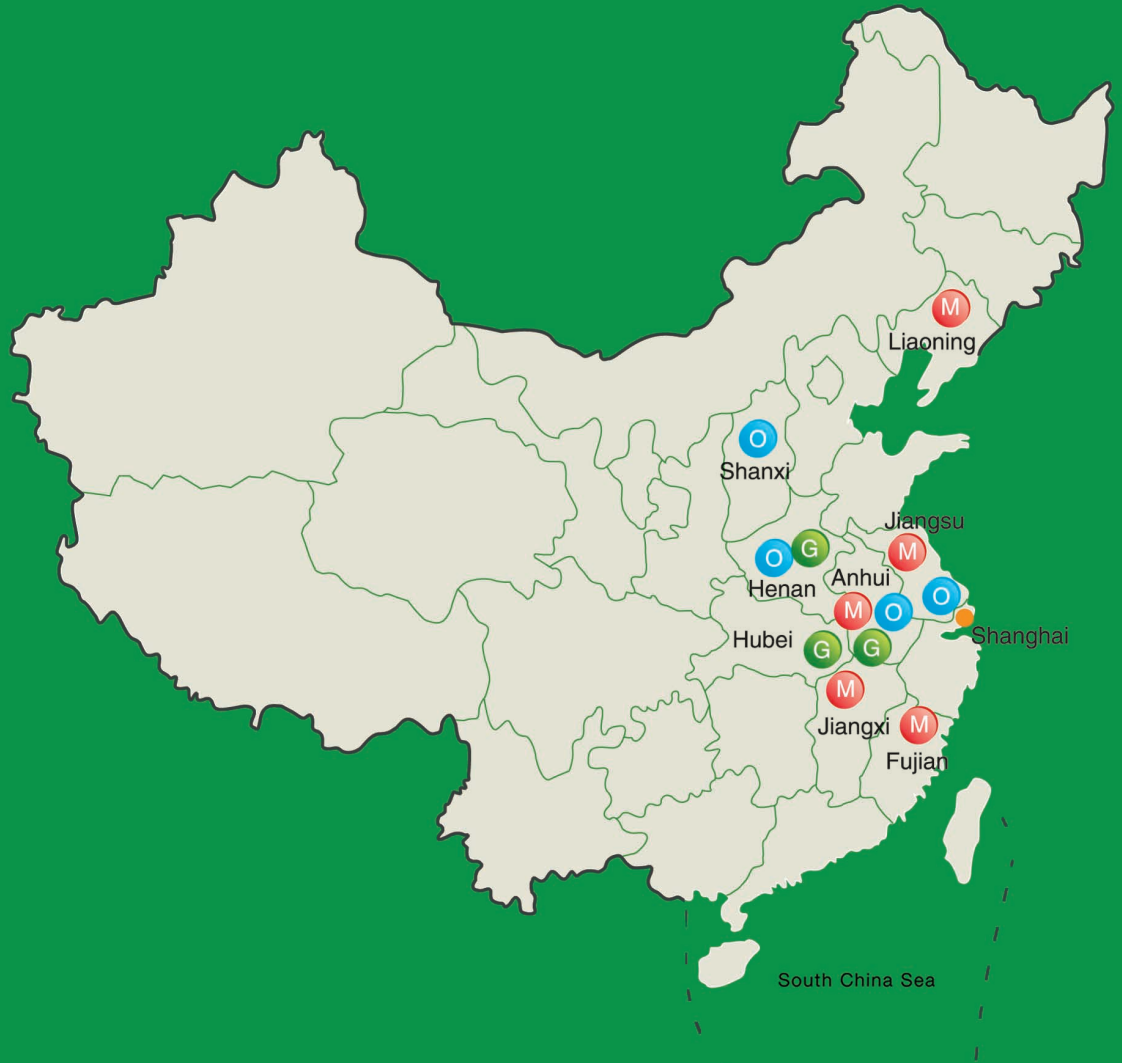 M
Liaoning
O
Shanxi
Jiangsu
M
O
G
Henan
Anhui
M
O
O
Shanghai
Hubei
G
G
M
Jiangxi
M
Fujian
South China Sea